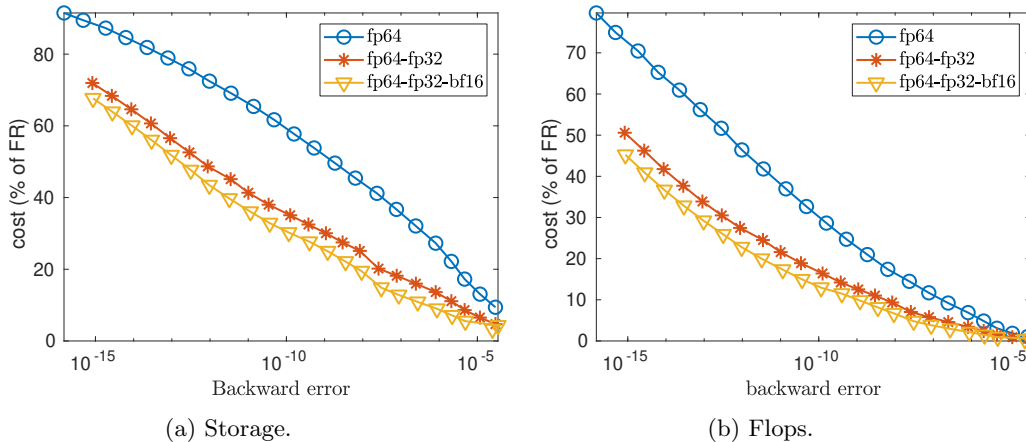 fp64
fp64-fp32
fp64-fp32-bf16
80
60
40
20
0
cost (% of FR)
10^-15
10^-10
10^-5
Backward error
(a) Storage.
fp64
fp64-fp32
fp64-fp32-bf16
70
60
50
40
30
20
10
0
cost (% of FR)
10^-15
10^-10
10^-5
backward error
(b) Flops.